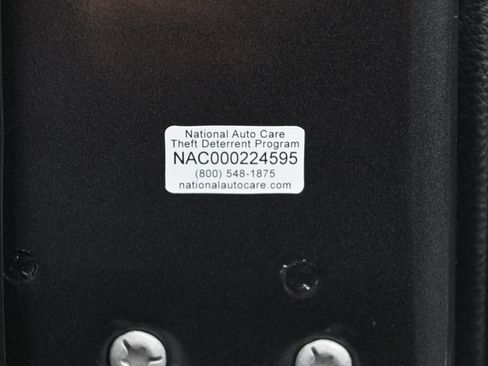 National Auto Care
Theft Deterrent Program
NAC000224595
(800) 548-1875
nationalautocare.com